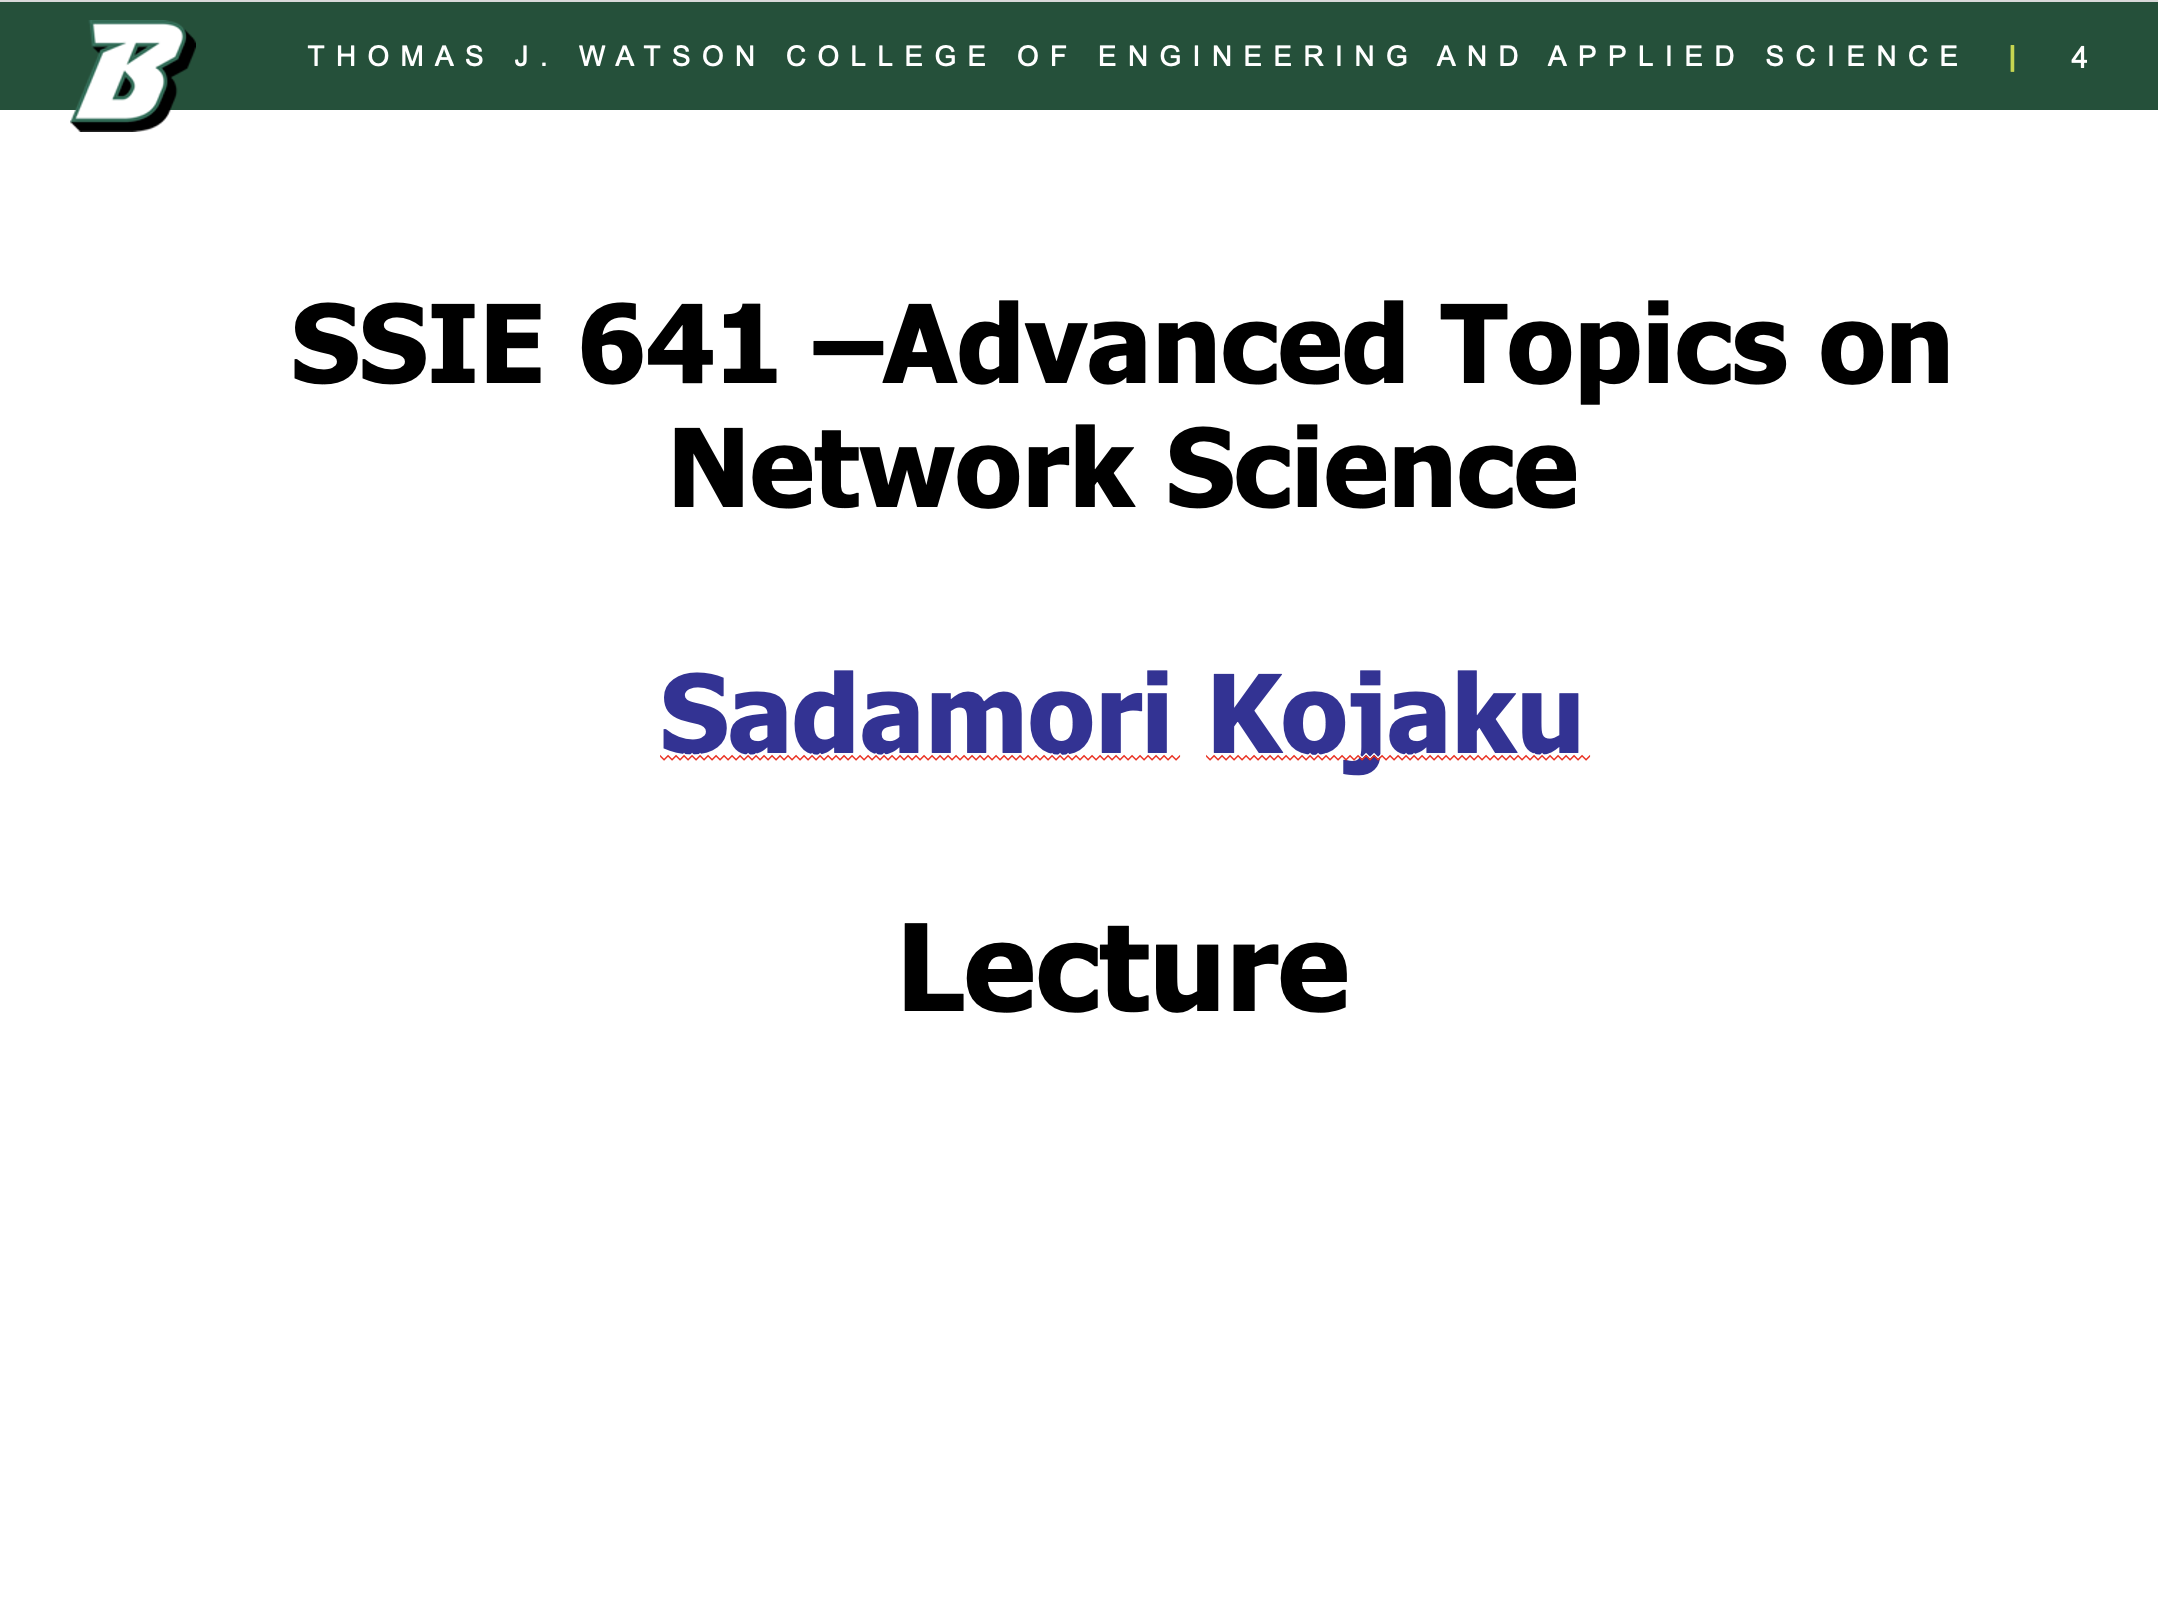 B
THOMAS J. WATSON COLLEGE OF ENGINEERING AND APPLIED SCIENCE | 4
SSIE 641 –Advanced Topics on
Network Science
Sadamori Kojaku
Lecture